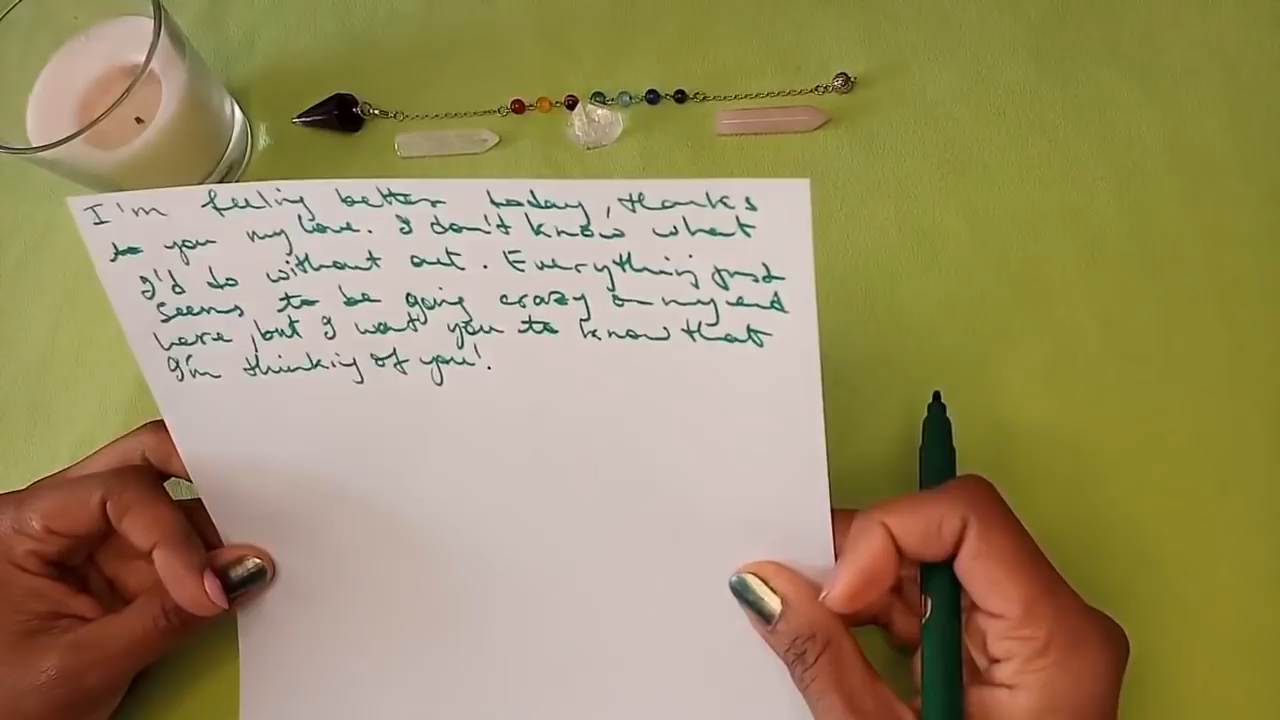 I'm feeling better today, thanks
to you my love. I don't know what
I'd do without out. Everything just
seems to be going crazy on my end
here, but I want you to know that
I'm thinking of you!